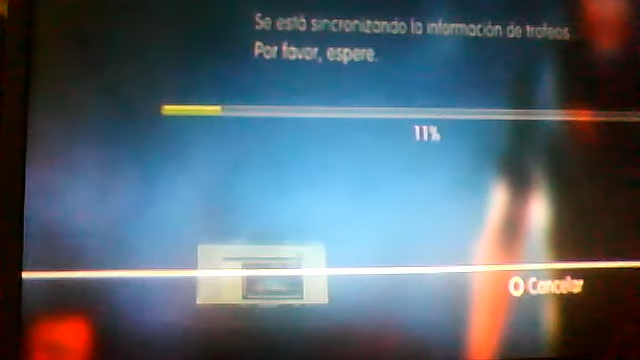 Se está sincronizando la información de trofeos.
Por favor, espere.
11%
Cancelar